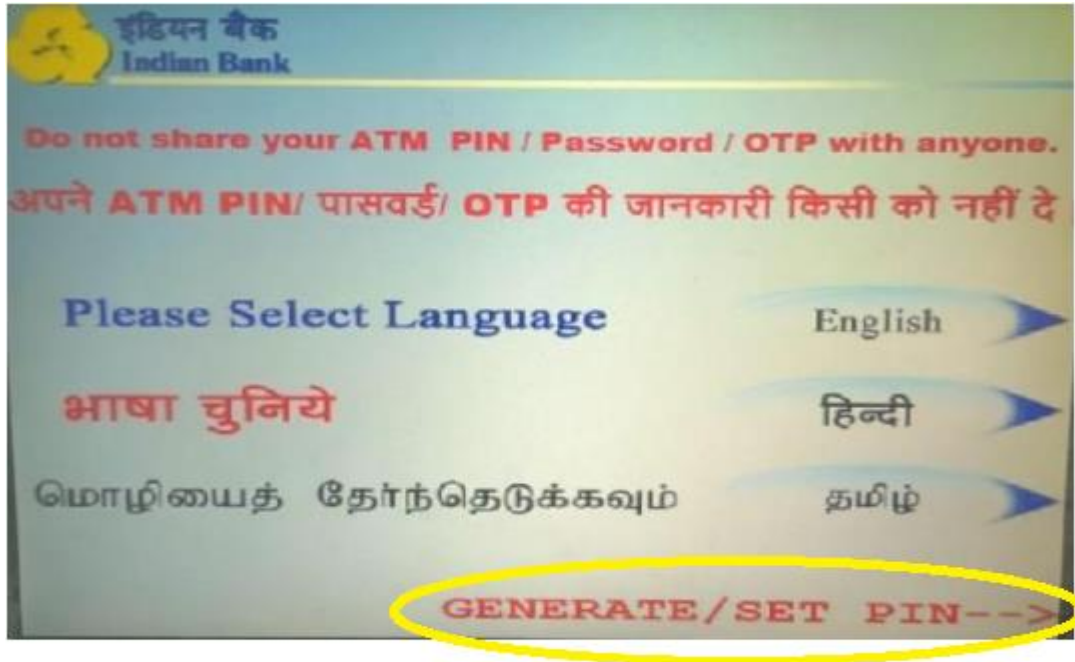 इंडियन बैंक
Indian Bank
Do not share your ATM PIN / Password / OTP with anyone.
अपने ATM PIN/ पासवर्ड/ OTP की जानकारी किसी को नहीं दे
Please Select Language
English
भाषा चुनिये
हिन्दी
மொழியைத் தேர்ந்தெடுக்கவும்
தமிழ்
GENERATE/SET PIN-->